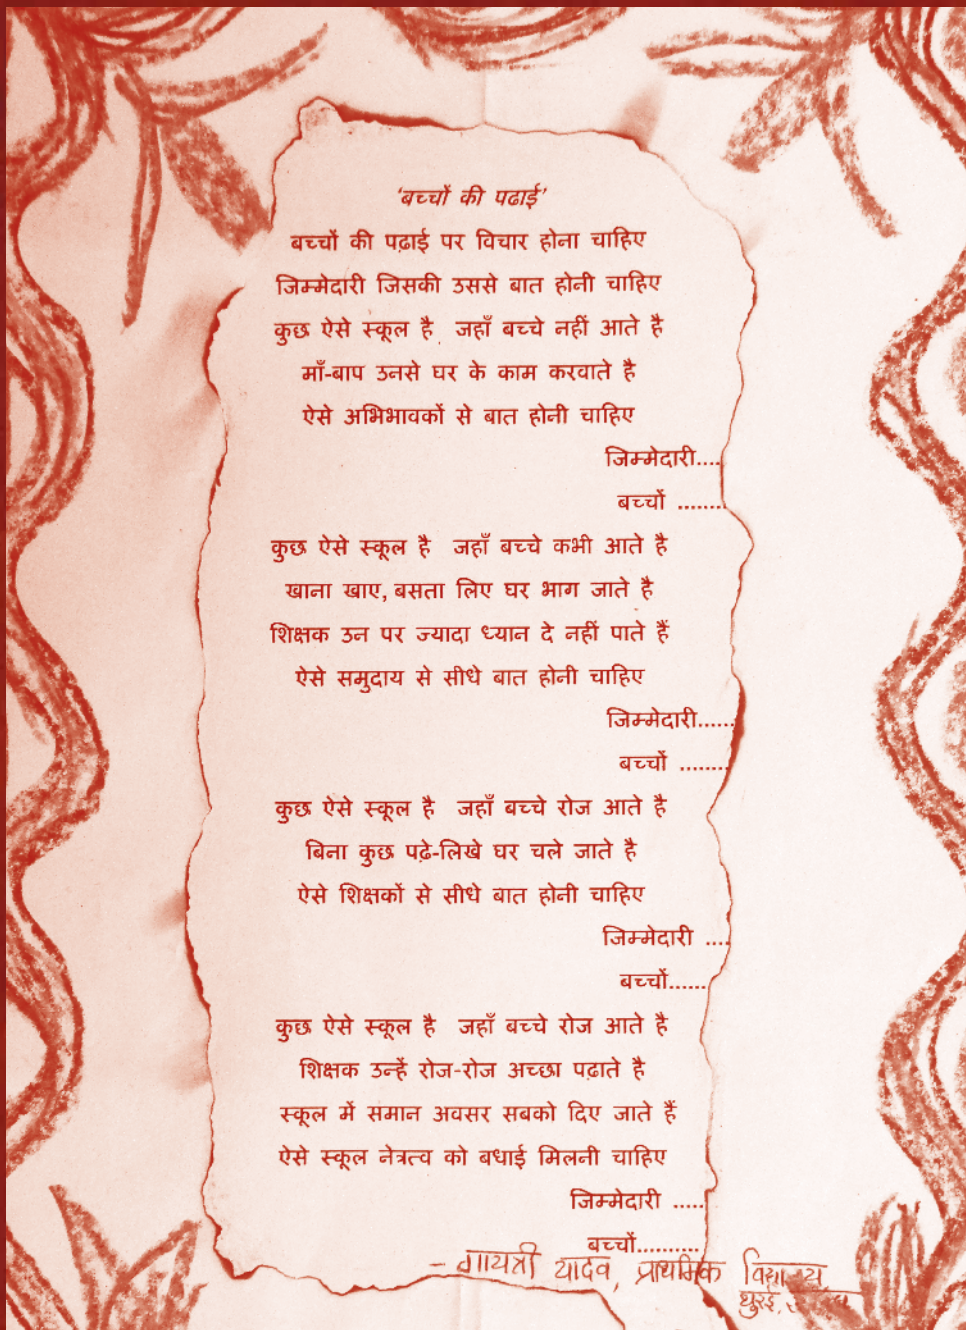 ‘बच्चों की पढाई’
बच्चों की पढ़ाई पर विचार होना चाहिए
जिम्मेदारी जिसकी उससे बात होनी चाहिए
कुछ ऐसे स्कूल है जहाँ बच्चे नहीं आते है
माँ-बाप उनसे घर के काम करवाते है
ऐसे अभिभावकों से बात होनी चाहिए
जिम्मेदारी....
बच्चों ........
कुछ ऐसे स्कूल है जहाँ बच्चे कभी आते है
खाना खाए, बसता लिए घर भाग जाते है
शिक्षक उन पर ज्यादा ध्यान दे नहीं पाते हैं
ऐसे समुदाय से सीधे बात होनी चाहिए
जिम्मेदारी......
बच्चों ........
कुछ ऐसे स्कूल है जहाँ बच्चे रोज आते है
बिना कुछ पढ़े-लिखे घर चले जाते है
ऐसे शिक्षकों से सीधे बात होनी चाहिए
जिम्मेदारी ....
बच्चों......
कुछ ऐसे स्कूल है जहाँ बच्चे रोज आते है
शिक्षक उन्हें रोज-रोज अच्छा पढ़ाते है
स्कूल में समान अवसर सबको दिए जाते हैं
ऐसे स्कूल नेत्रत्व को बधाई मिलनी चाहिए
जिम्मेदारी .....
बच्चों..........
- गायत्री यादव, प्राथमिक विद्यालय,
धुरई,